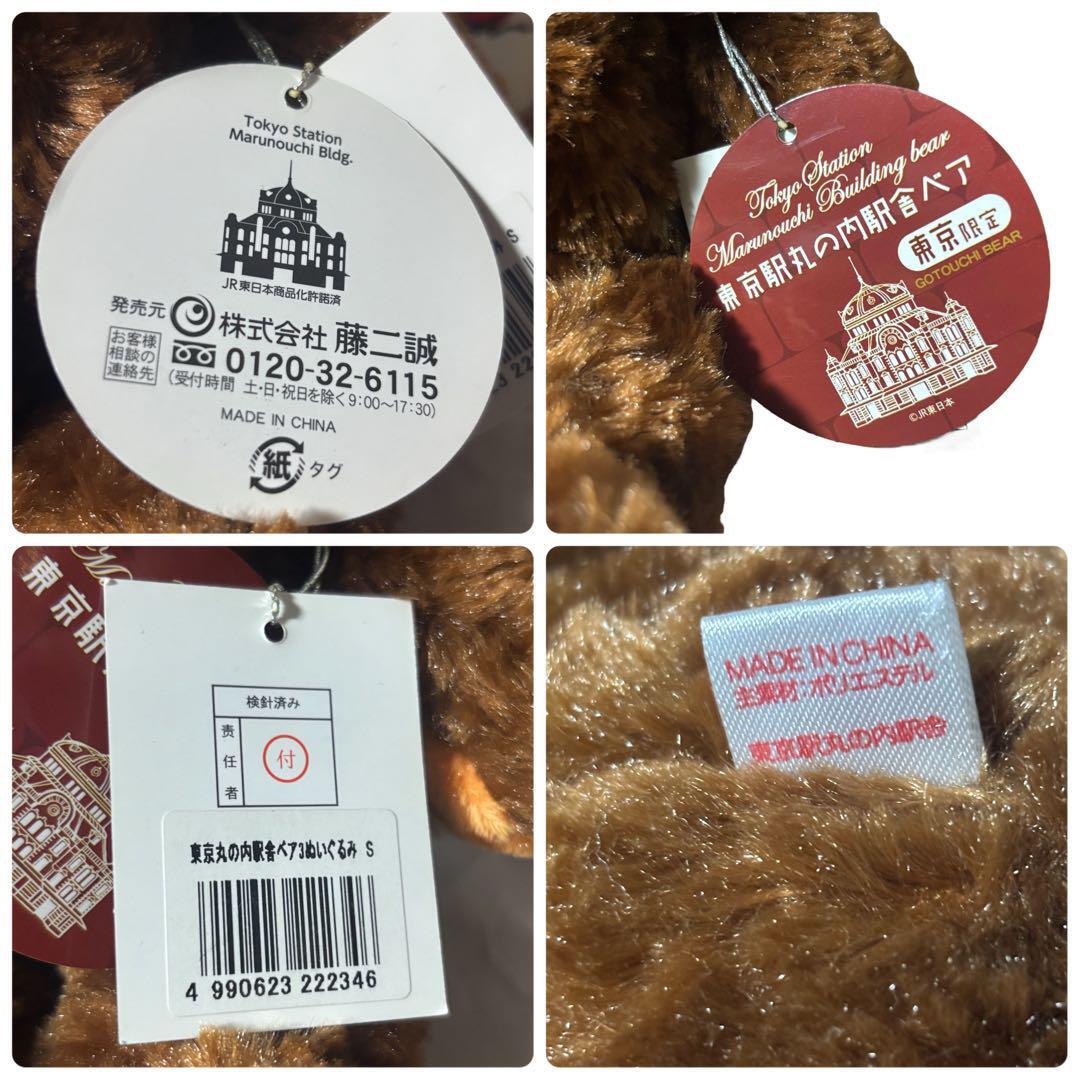 Tokyo Station
Marunouchi Bldg.
JR東日本商品化許諾済
発売元 株式会社 藤二誠
お客様
相談の
連絡先
0120-32-6115
(受付時間 土・日・祝日を除く9:00～17:30)
MADE IN CHINA
紙 タグ
S
Tokyo Station
Marunouchi Building bear
東京駅丸の内駅舎ベア
東京限定
GOTOUCHI BEAR
©JR東日本
東京駅
検針済み
責任者
付
東京丸の内駅舎ベア3ぬいぐるみ S
4 990623 222346
MADE IN CHINA
主素材:ポリエステル
東京駅丸の内駅舎